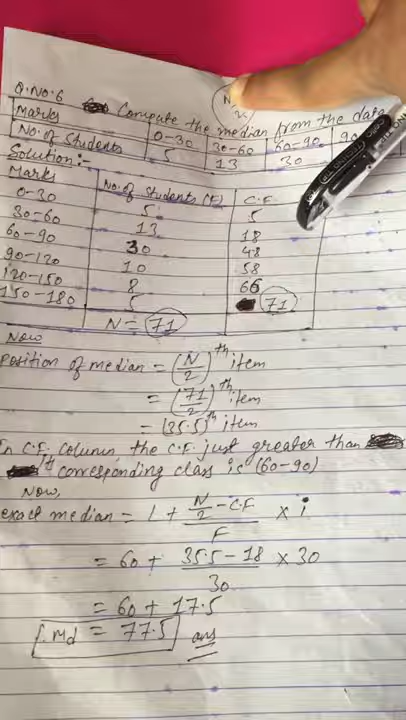 Q.No.6 Compute the median from the data
N/2
Marks 0-30 30-60 60-90 90
No. of Students 5 13 30
Solution:-
Marks No. of Students (F) C.F
0-30 5 5
30-60 13 18
60-90 30 48
90-120 10 58
120-150 8 66
150-180 5 71
N = 71
Now
Position of median = (N/2)th item
= (71/2)th item
= (35.5)th item
In C.F. Column, the C.F. just greater than
It corresponding class is (60-90)
Now,
exact median = l + (N/2 - C.F)/F × i
= 60 + (35.5 - 18)/30 × 30
= 60 + 17.5
Md = 77.5 ans